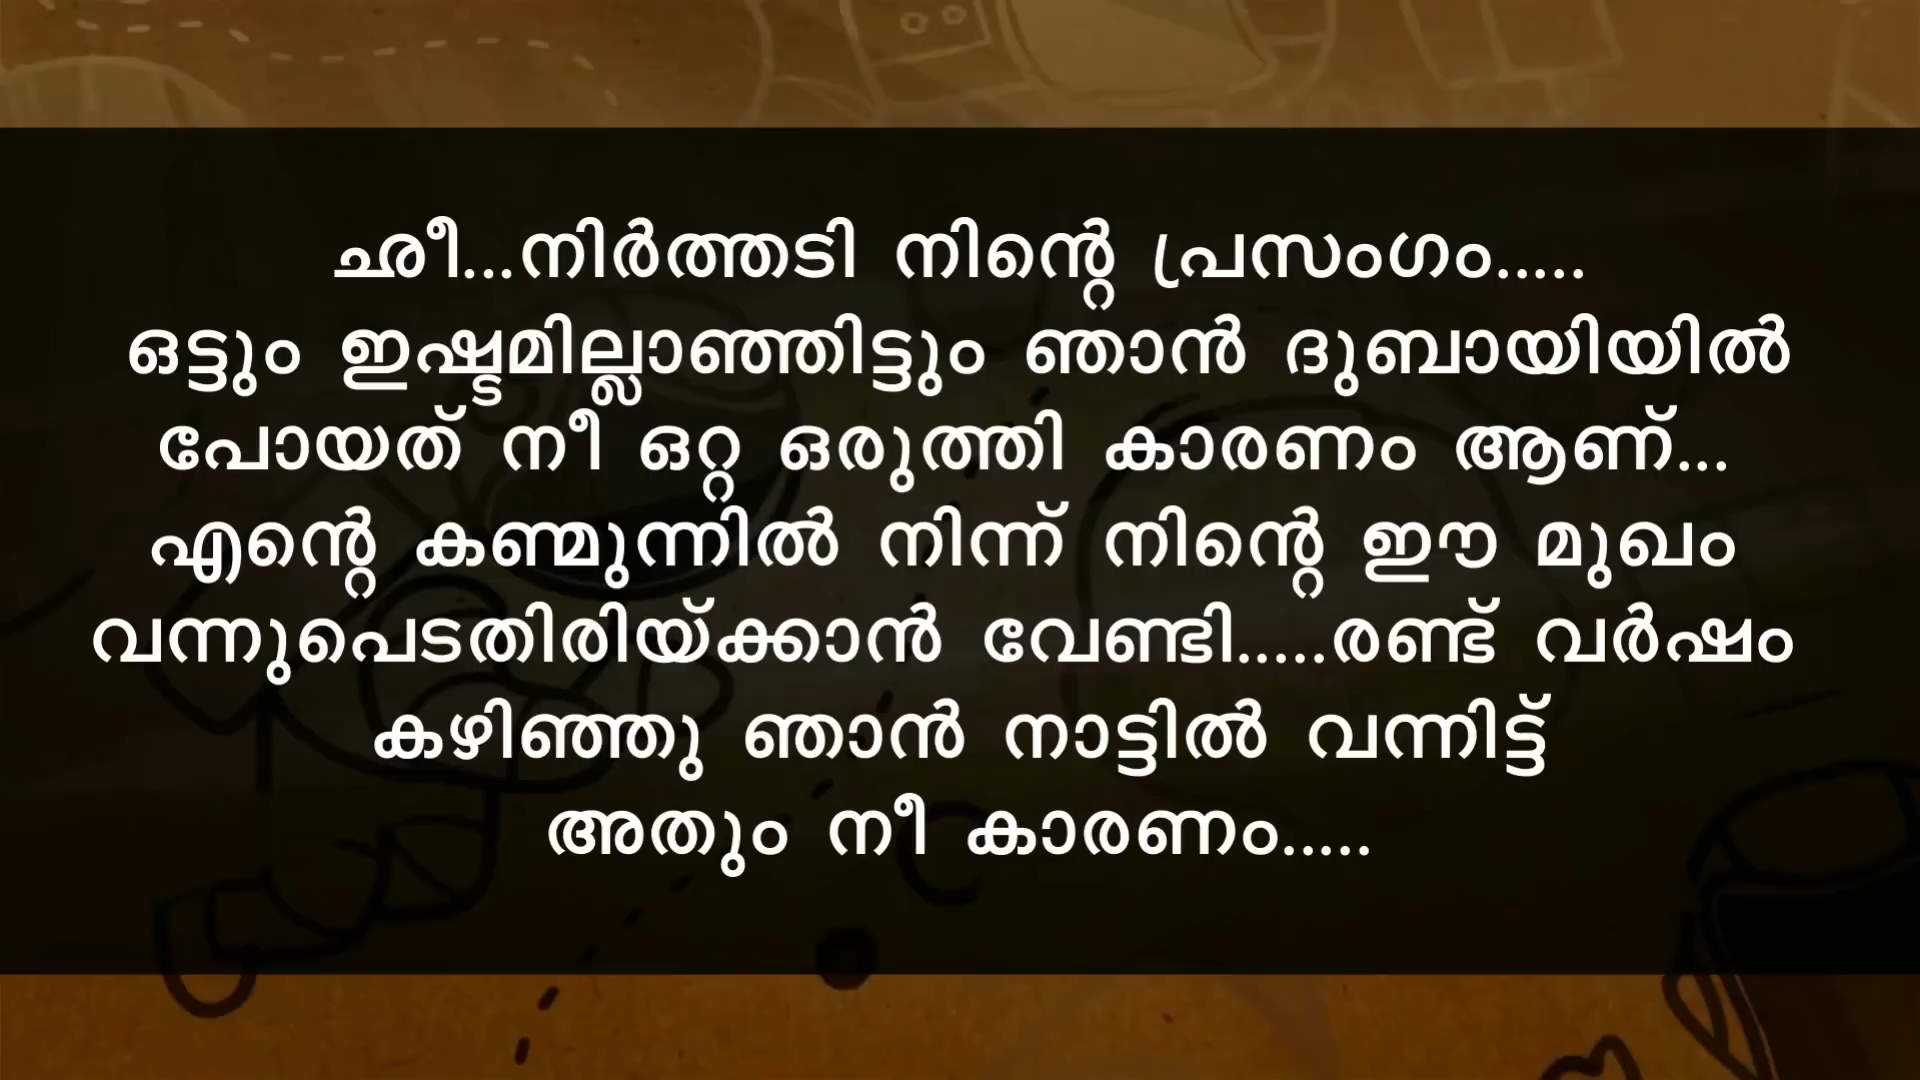 ഛീ...നിർത്തടി നിന്റെ പ്രസംഗം.....
ഒട്ടും ഇഷ്ടമില്ലാഞ്ഞിട്ടും ഞാൻ ദുബായിയിൽ
പോയത് നീ ഒറ്റ ഒരുത്തി കാരണം ആണ്...
എന്റെ കണ്മുന്നിൽ നിന്ന് നിന്റെ ഈ മുഖം
വന്നുപെടതിരിയ്ക്കാൻ വേണ്ടി.....രണ്ട് വർഷം
കഴിഞ്ഞു ഞാൻ നാട്ടിൽ വന്നിട്ട്
അതും നീ കാരണം.....